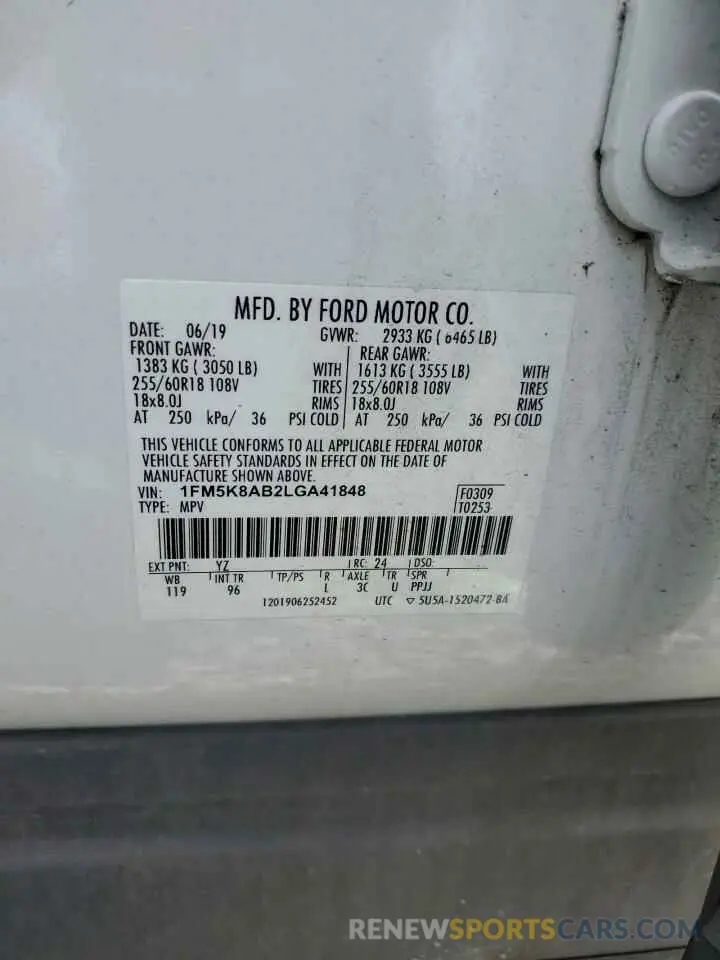 MFD. BY FORD MOTOR CO.
DATE: 06/19 GVWR: 2933 KG ( 6465 LB)
FRONT GAWR: REAR GAWR:
1383 KG ( 3050 LB) WITH 1613 KG ( 3555 LB) WITH
255/60R18 108V TIRES 255/60R18 108V TIRES
18x8.0J RIMS 18x8.0J RIMS
AT 250 kPa/ 36 PSI COLD AT 250 kPa/ 36 PSI COLD
THIS VEHICLE CONFORMS TO ALL APPLICABLE FEDERAL MOTOR
VEHICLE SAFETY STANDARDS IN EFFECT ON THE DATE OF
MANUFACTURE SHOWN ABOVE.
VIN: 1FM5K8AB2LGA41848 F0309
TYPE: MPV T0253
EXT PNT: YZ RC: 24 DSO:
WB INT TR TP/PS R AXLE TR SPR
119 96 L 3C U PPJJ
1201906252452 UTC ▽ 5U5A-1520472-BA
RENEWSPORTSCARS.COM